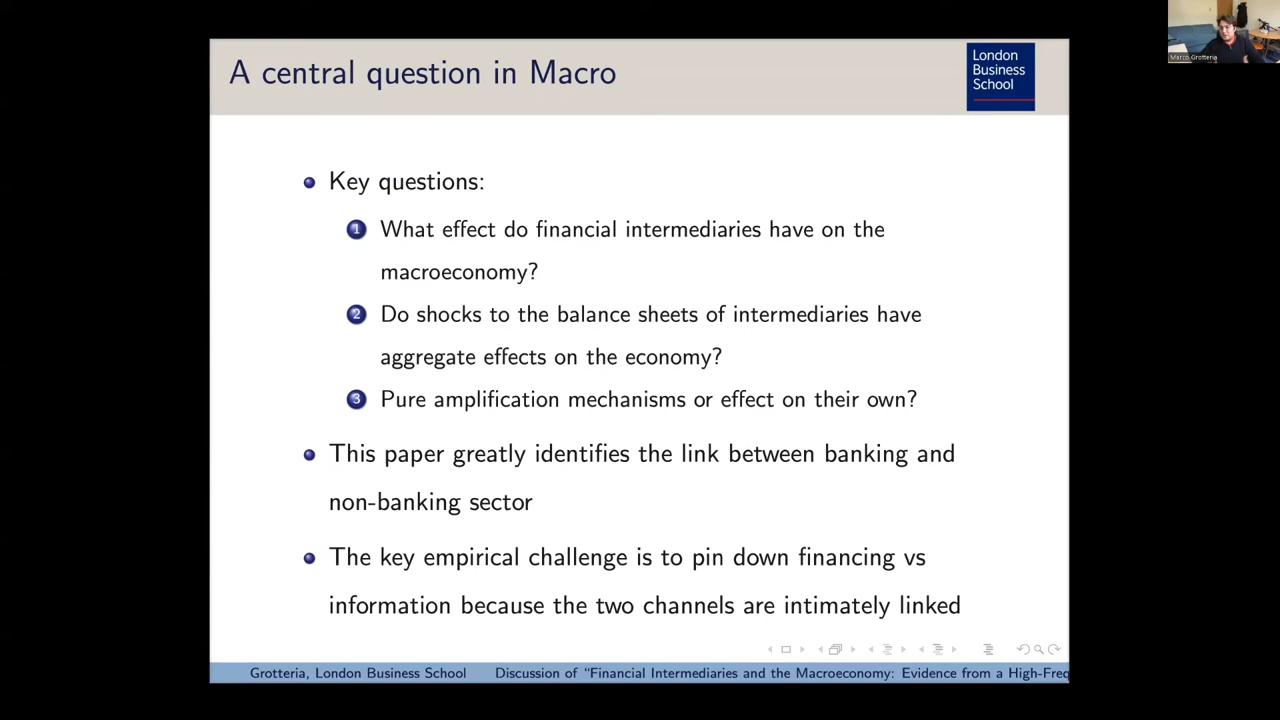 A central question in Macro
London
Business
School
Marco Grotteria
Key questions:
1 What effect do financial intermediaries have on the
macroeconomy?
2 Do shocks to the balance sheets of intermediaries have
aggregate effects on the economy?
3 Pure amplification mechanisms or effect on their own?
This paper greatly identifies the link between banking and
non-banking sector
The key empirical challenge is to pin down financing vs
information because the two channels are intimately linked
Grotteria, London Business School
Discussion of “Financial Intermediaries and the Macroeconomy: Evidence from a High-Freq